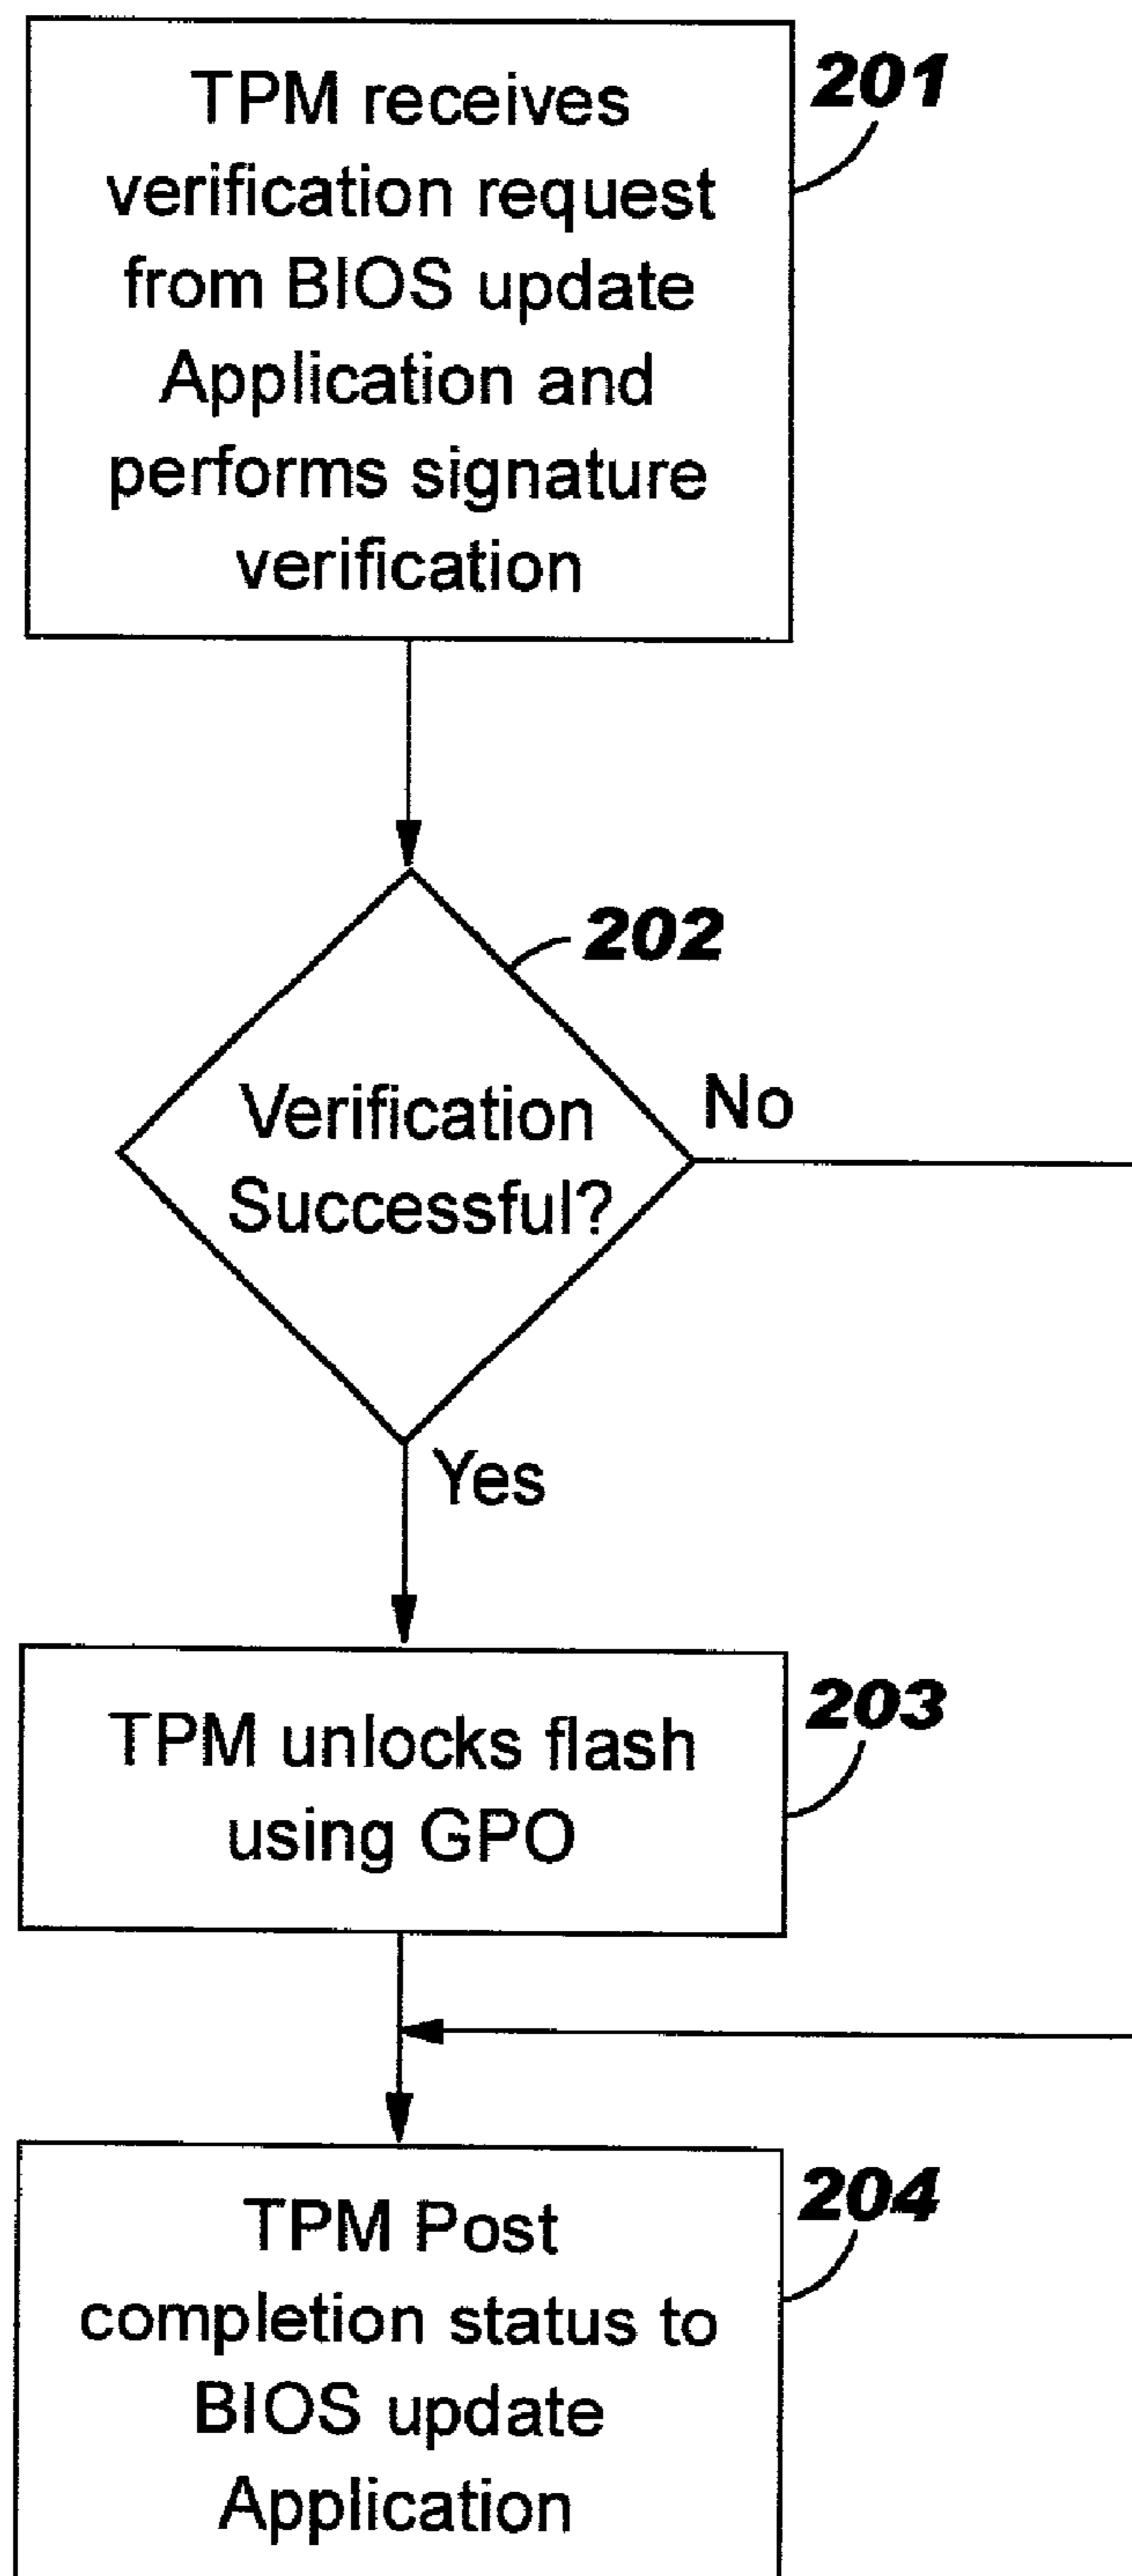 TPM receives
201
verification request
from BIOS update
Application and
performs signature
verification
202
Verification
Successful?
No
Yes
TPM unlocks flash
using GPO
203
TPM Post
completion status to
BIOS update
Application
204